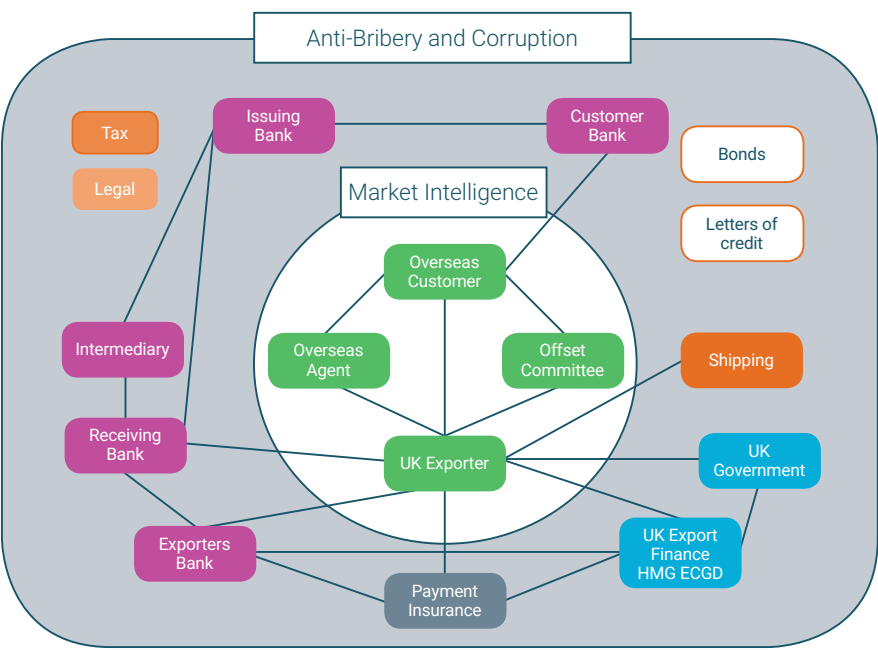 Anti-Bribery and Corruption
Issuing
Bank
Customer
Bank
Tax
Bonds
Legal
Market Intelligence
Letters of
credit
Overseas
Customer
Intermediary
Overseas
Agent
Offset
Committee
Shipping
Receiving
Bank
UK Exporter
UK
Government
Exporters
Bank
UK Export
Finance
HMG ECGD
Payment
Insurance